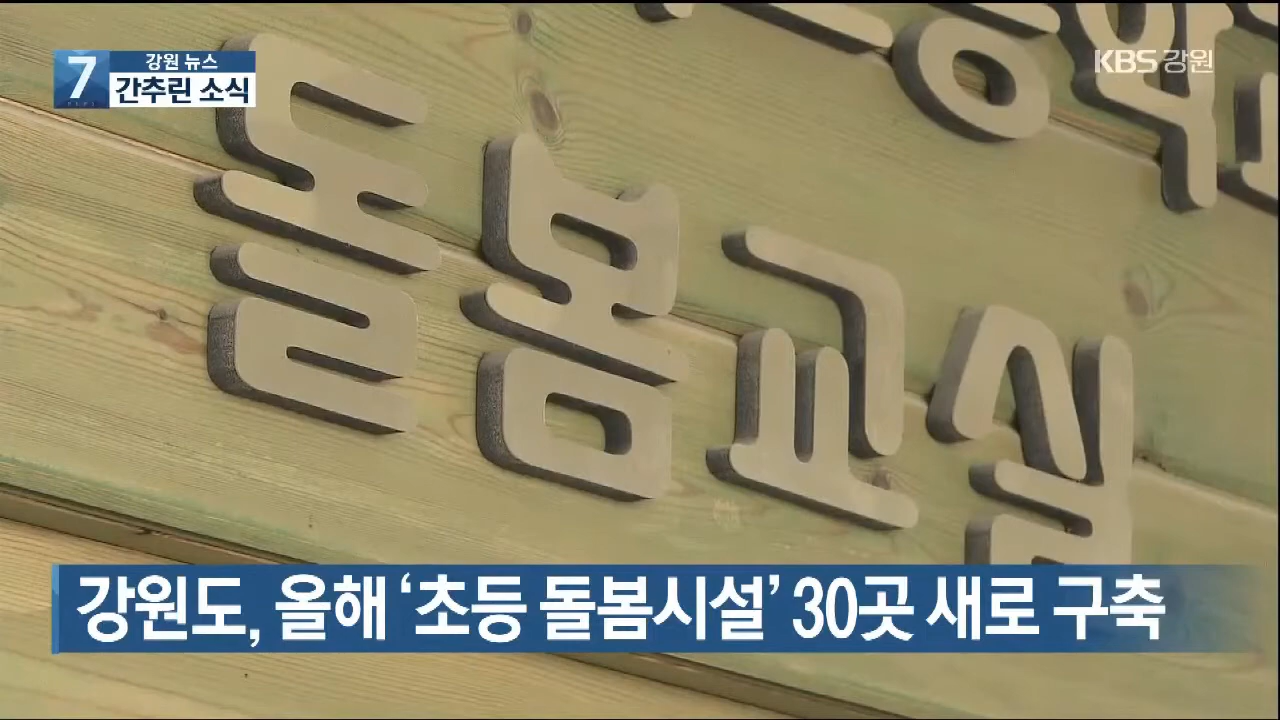 7
강원 뉴스
간추린 소식
KBS 강원
돌봄교실
강원도, 올해 ‘초등 돌봄시설’ 30곳 새로 구축